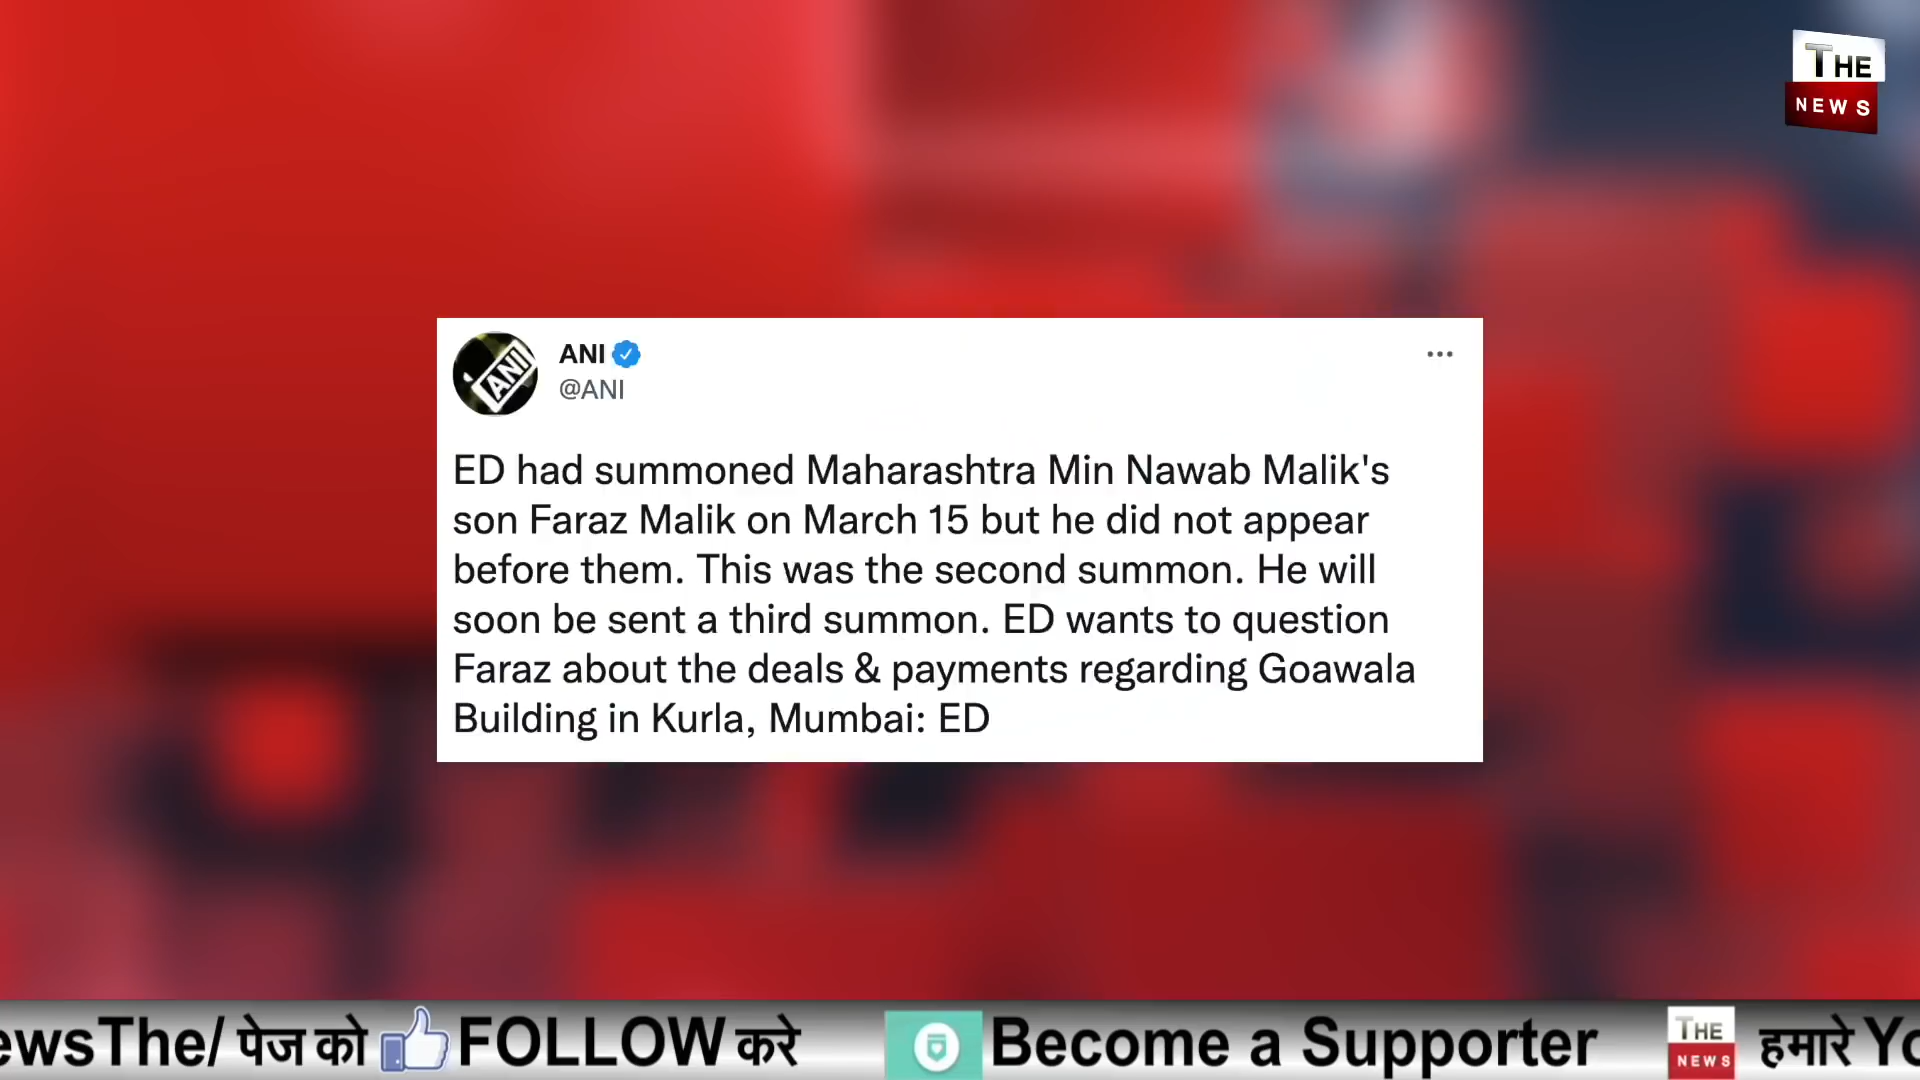 THE
NEWS
ANI
@ANI
ED had summoned Maharashtra Min Nawab Malik's
son Faraz Malik on March 15 but he did not appear
before them. This was the second summon. He will
soon be sent a third summon. ED wants to question
Faraz about the deals & payments regarding Goawala
Building in Kurla, Mumbai: ED
ewsThe/ पेज को FOLLOW करे Become a Supporter THE NEWS हमारे Yo